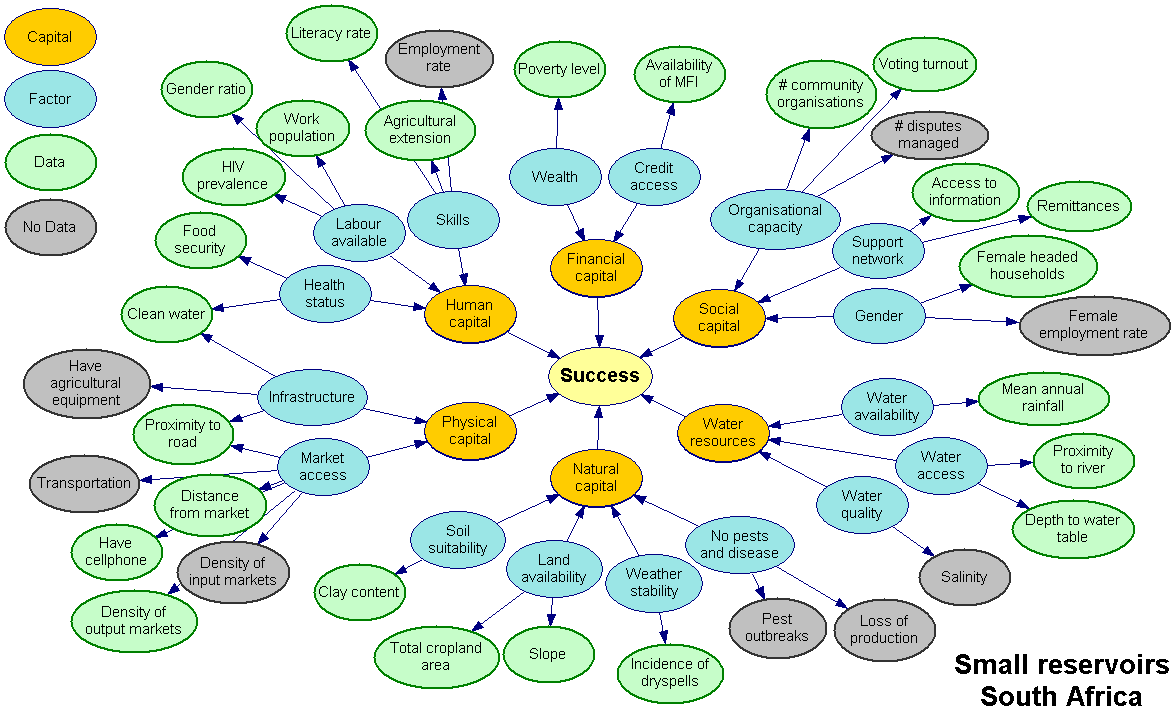 Capital
Factor
Data
No Data
Literacy rate
Employment
rate
Gender ratio
Work
population
Agricultural
extension
HIV
prevalence
Food
security
Labour
available
Skills
Health
status
Clean water
Human
capital
Poverty level
Availability
of MFI
Wealth
Credit
access
Financial
capital
# community
organisations
Voting turnout
# disputes
managed
Access to
information
Remittances
Organisational
capacity
Support
network
Female headed
households
Social
capital
Gender
Female
employment rate
Success
Have
agricultural
equipment
Infrastructure
Proximity to
road
Physical
capital
Market
access
Transportation
Distance
from market
Have
cellphone
Density of
input markets
Density of
output markets
Natural
capital
Soil
suitability
Clay content
Land
availability
Weather
stability
No pests
and disease
Total cropland
area
Slope
Incidence of
dryspells
Pest
outbreaks
Loss of
production
Water
resources
Water
availability
Mean annual
rainfall
Water
access
Proximity
to river
Depth to water
table
Water
quality
Salinity
Small reservoirs
South Africa